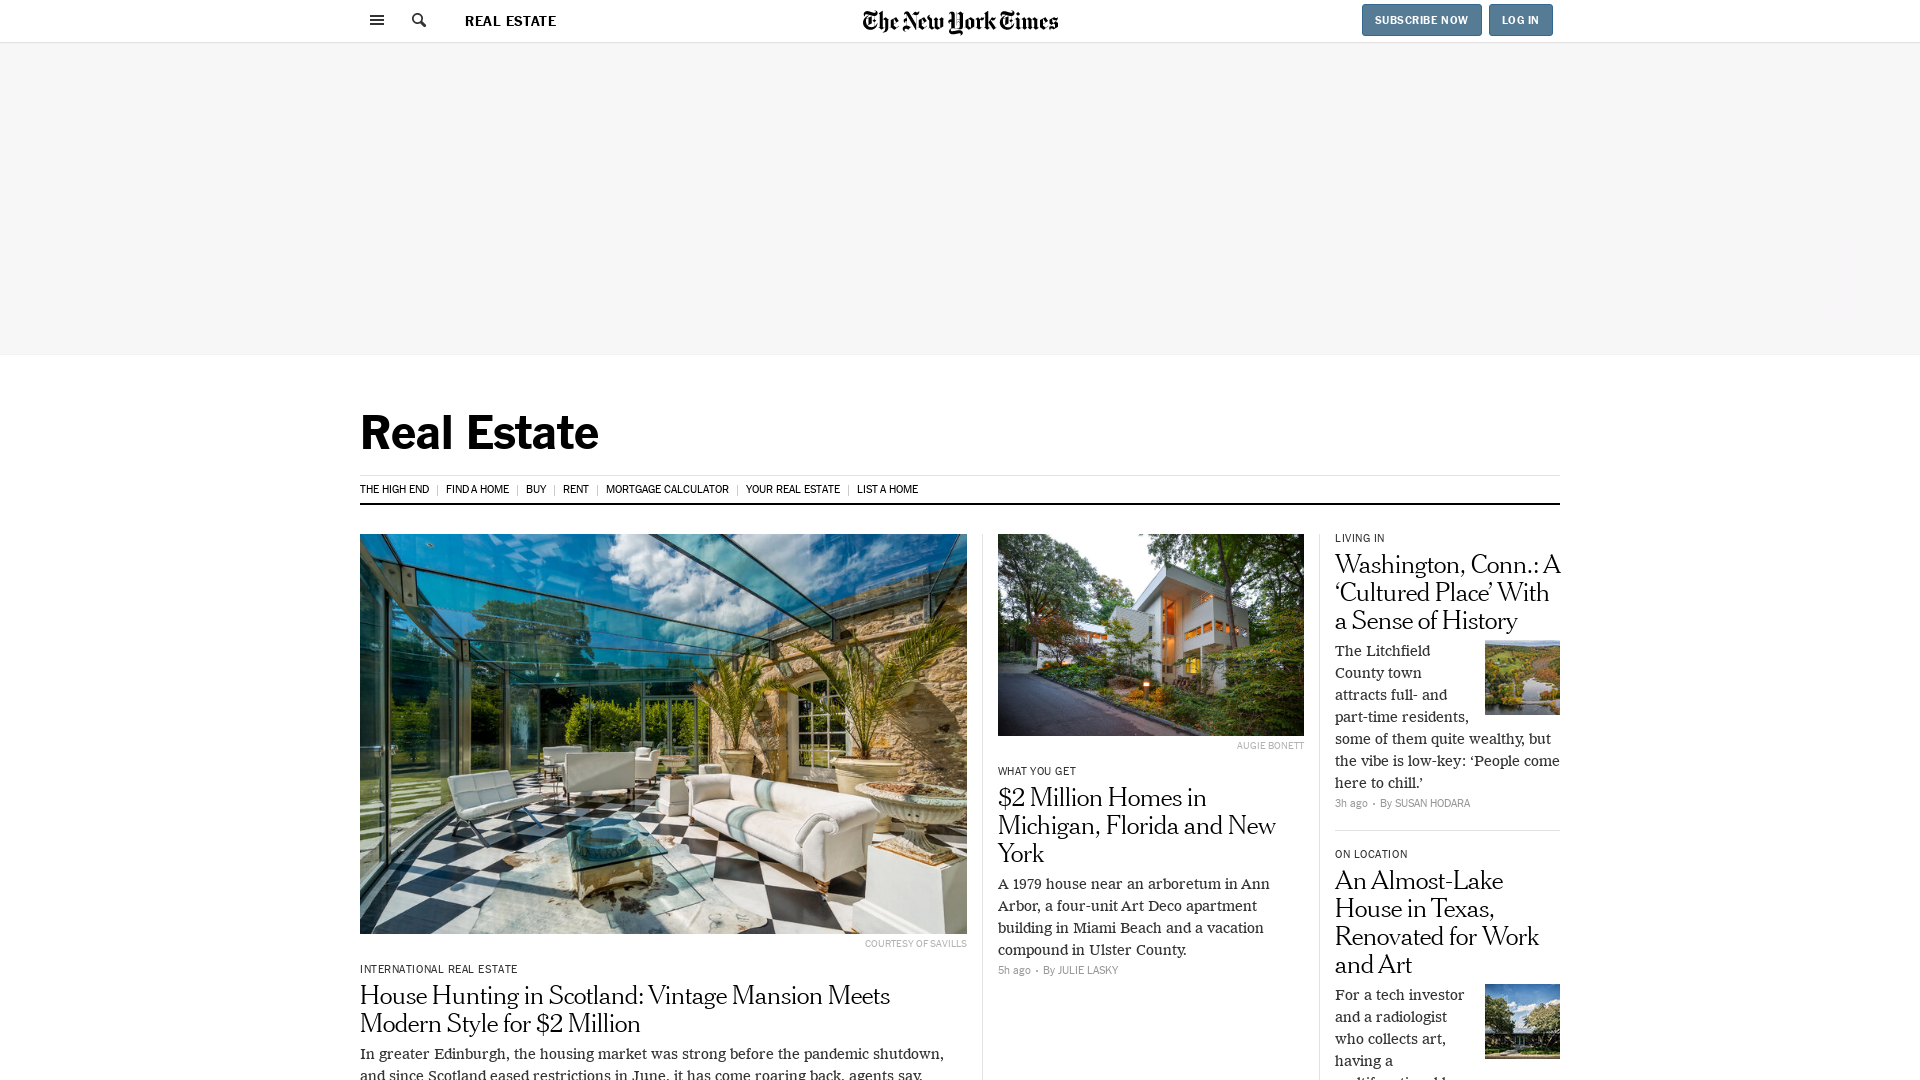 REAL ESTATE
The New York Times
SUBSCRIBE NOW
LOG IN
Real Estate
THE HIGH END
FIND A HOME
BUY
RENT
MORTGAGE CALCULATOR
YOUR REAL ESTATE
LIST A HOME
COURTESY OF SAVILLS
INTERNATIONAL REAL ESTATE
House Hunting in Scotland: Vintage Mansion Meets
Modern Style for $2 Million
In greater Edinburgh, the housing market was strong before the pandemic shutdown,
and since Scotland eased restrictions in June, it has come roaring back, agents say.
AUGIE BONETT
WHAT YOU GET
$2 Million Homes in
Michigan, Florida and New
York
A 1979 house near an arboretum in Ann
Arbor, a four-unit Art Deco apartment
building in Miami Beach and a vacation
compound in Ulster County.
5h ago • By JULIE LASKY
LIVING IN
Washington, Conn.: A
‘Cultured Place’ With
a Sense of History
The Litchfield
County town
attracts full- and
part-time residents,
some of them quite wealthy, but
the vibe is low-key: ‘People come
here to chill.’
3h ago • By SUSAN HODARA
ON LOCATION
An Almost-Lake
House in Texas,
Renovated for Work
and Art
For a tech investor
and a radiologist
who collects art,
having a